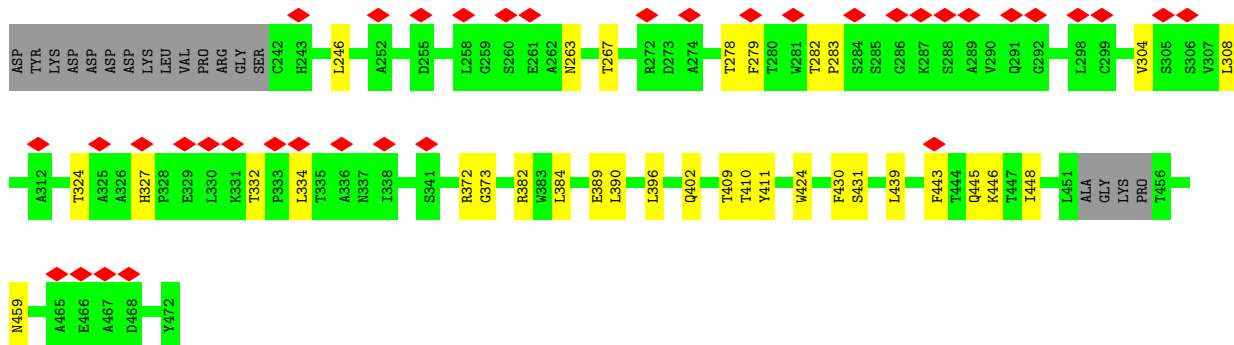 ASP TYR LYS ASP ASP ASP ASP LYS LEU VAL PRO ARG GLY SER C242 H243 L246 A252 D255 L258 G259 S260 E261 A262 N263 T267 R272 D273 A274 T278 F279 T280 W281 T282 P283 S284 S285 G286 K287 S288 A289 V290 Q291 G292 L298 C299 V304 S305 S306 V307 L308
A312 T324 A325 A326 H327 P328 E329 L330 K331 T332 P333 L334 T335 A336 N337 I338 S341 R372 G373 R382 W383 L384 E389 L390 L396 Q402 T409 T410 Y411 W424 F430 S431 L439 F443 T444 Q445 K446 T447 I448 L451 ALA GLY LYS PRO T456
N459 A465 E466 A467 D468 Y472